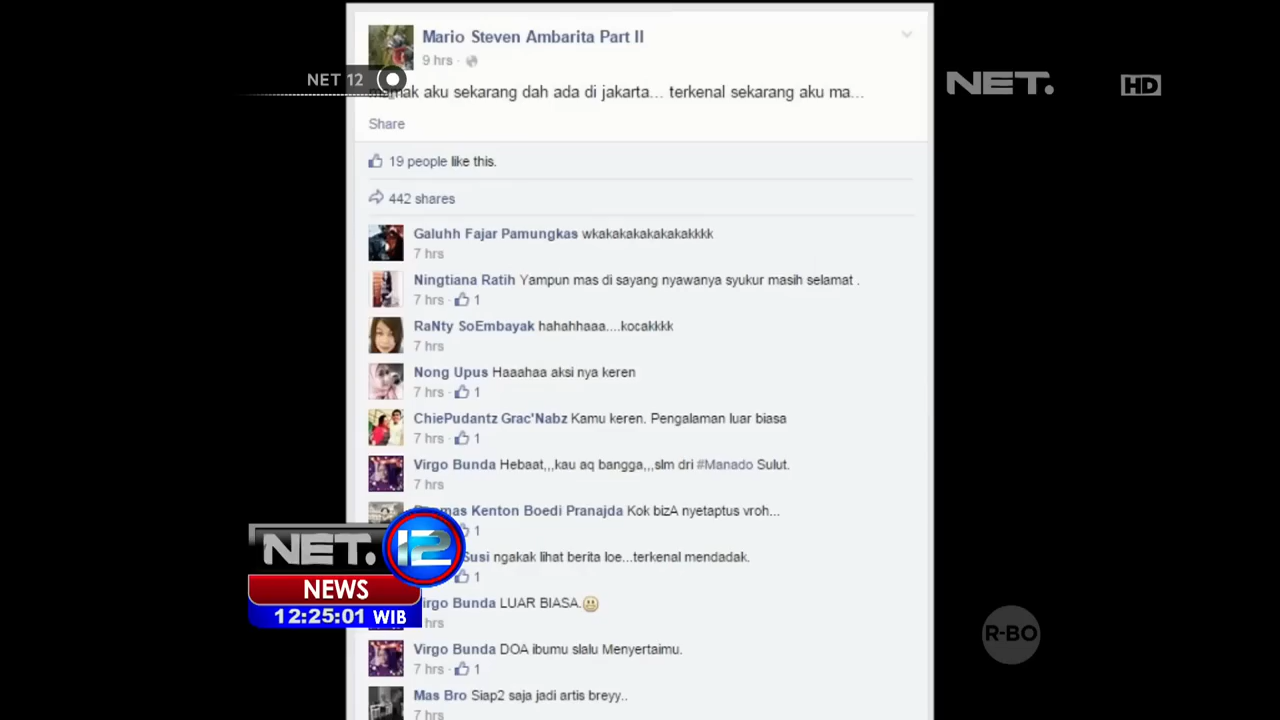 Mario Steven Ambarita Part II
9 hrs ·
NET 12
NET.
HD
mamak aku sekarang dah ada di jakarta... terkenal sekarang aku ma...
Share
19 people like this.
442 shares
Galuhh Fajar Pamungkas wkakakakakakakakkkk
7 hrs
Ningtiana Ratih Yampun mas di sayang nyawanya syukur masih selamat .
7 hrs · 1
RaNty SoEmbayak hahahhaaa....kocakkkk
7 hrs
Nong Upus Haaahaa aksi nya keren
7 hrs · 1
ChiePudantz Grac'Nabz Kamu keren. Pengalaman luar biasa
7 hrs · 1
Virgo Bunda Hebaat,,,kau aq bangga,,,slm dri #Manado Sulut.
7 hrs
Kenton Boedi Pranajda Kok bizA nyetaptus vroh...
1
Susi ngakak lihat berita loe...terkenal mendadak.
1
Virgo Bunda LUAR BIASA.
hrs
Virgo Bunda DOA ibumu slalu Menyertaimu.
7 hrs · 1
Mas Bro Siap2 saja jadi artis breyy..
7 hrs
NET. 12
NEWS
12:25:01 WIB
R-BO